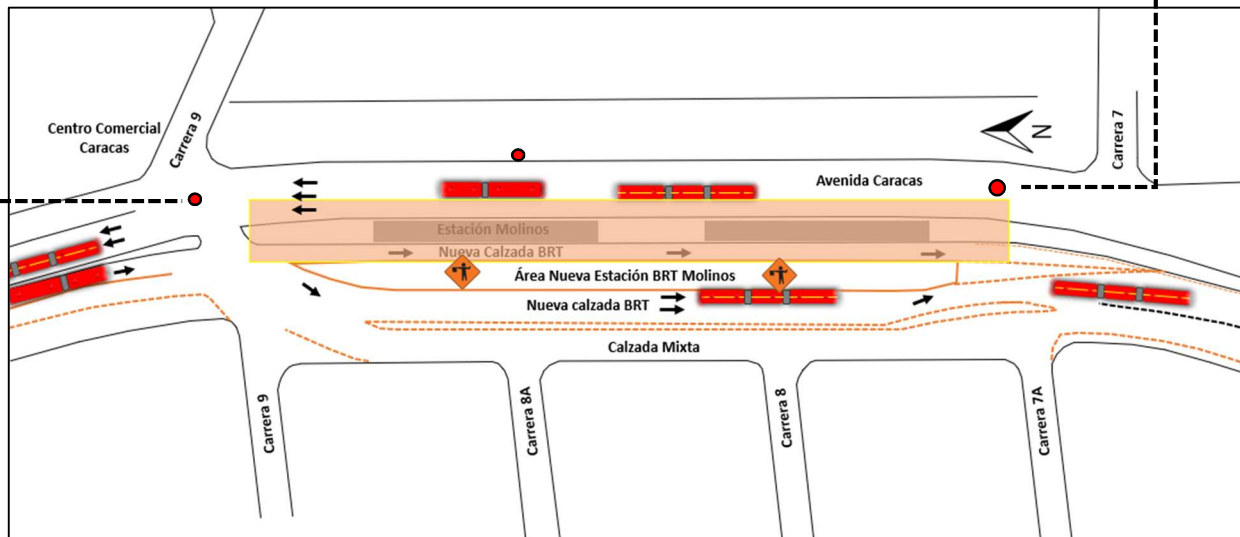 Centro Comercial
Caracas
Carrera 9
N
Carrera 7
Avenida Caracas
Estación Molinos
Nueva Calzada BRT
Área Nueva Estación BRT Molinos
Nueva calzada BRT
Calzada Mixta
Carrera 9
Carrera 8A
Carrera 8
Carrera 7A